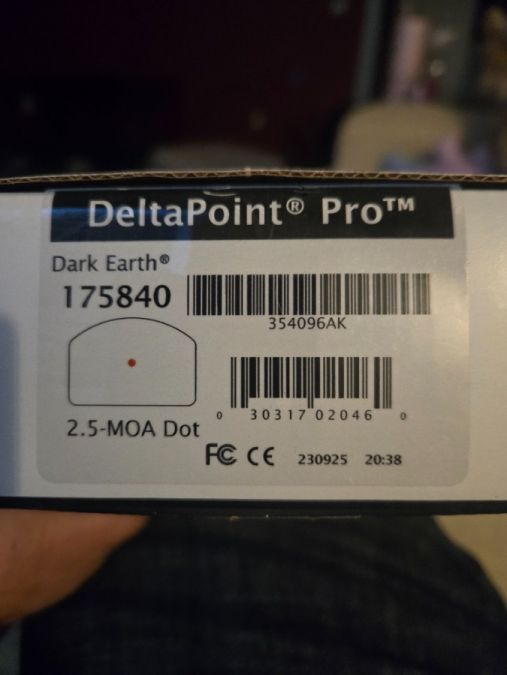 DeltaPoint® Pro™
Dark Earth®
175840
354096AK
2.5-MOA Dot
0 30317 02046 0
FC CE 230925 20:38